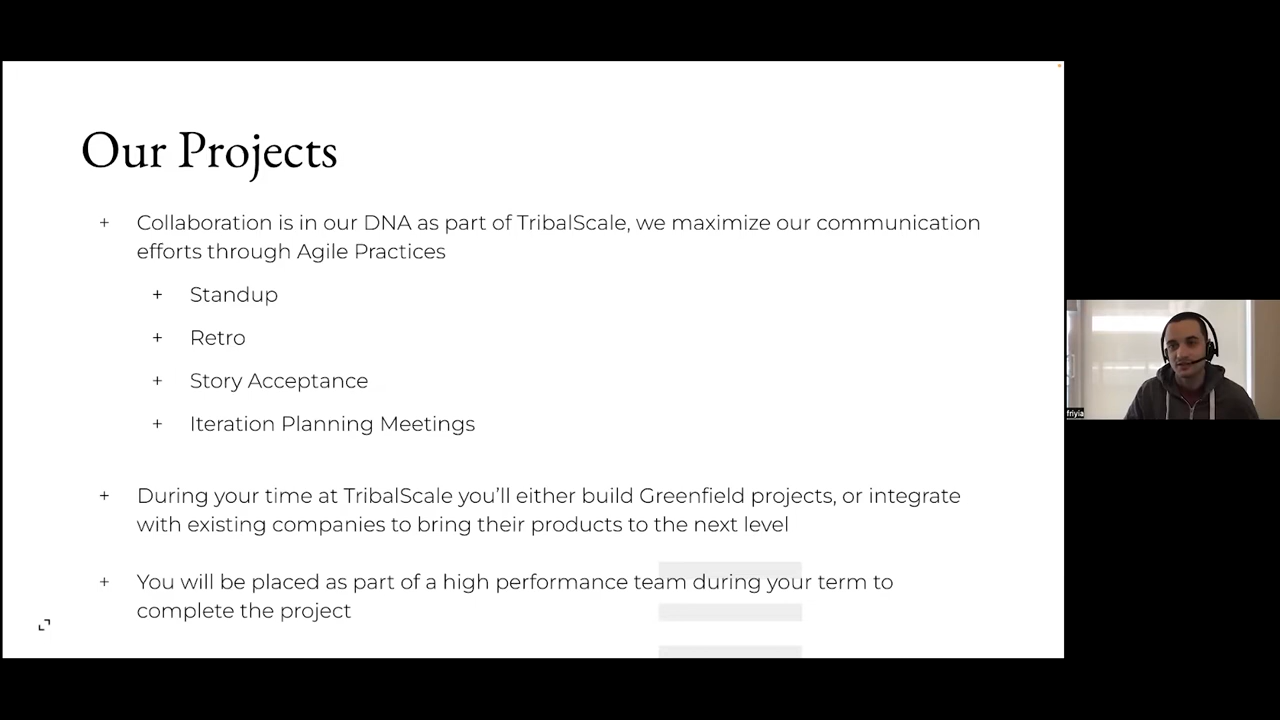 Our Projects
+ Collaboration is in our DNA as part of TribalScale, we maximize our communication
efforts through Agile Practices
+ Standup
+ Retro
+ Story Acceptance
+ Iteration Planning Meetings
+ During your time at TribalScale you’ll either build Greenfield projects, or integrate
with existing companies to bring their products to the next level
+ You will be placed as part of a high performance team during your term to
complete the project
friyia